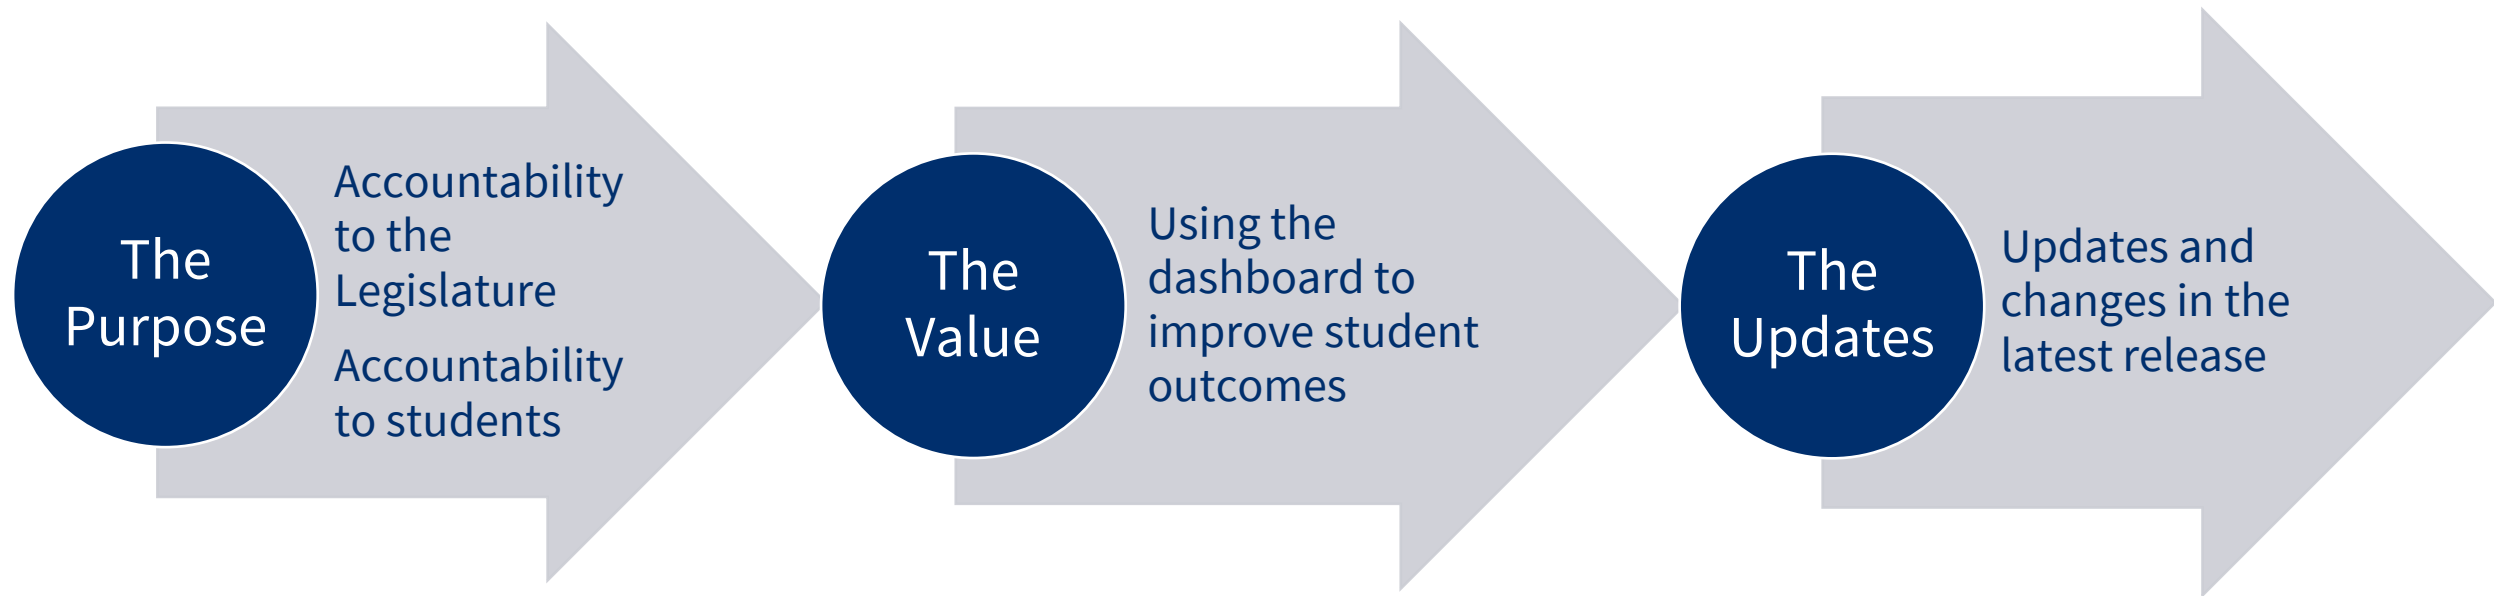 The
Purpose
Accountability
to the
Legislature
Accountability
to students
The
Value
Using the
dashboard to
improve student
outcomes
The
Updates
Updates and
changes in the
latest release